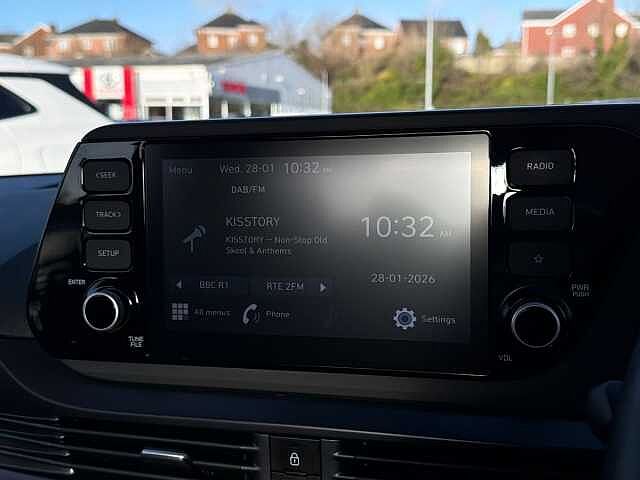 <SEEK
TRACK>
SETUP
ENTER
TUNE
FILE
Menu Wed. 28-01 10:32 AM
DAB/FM
KISSTORY
KISSTORY – Non-Stop Old
Skool & Anthems
10:32 AM
28-01-2026
BBC R1 RTE 2FM
All menus Phone Settings
RADIO
MEDIA
PWR
PUSH
VOL